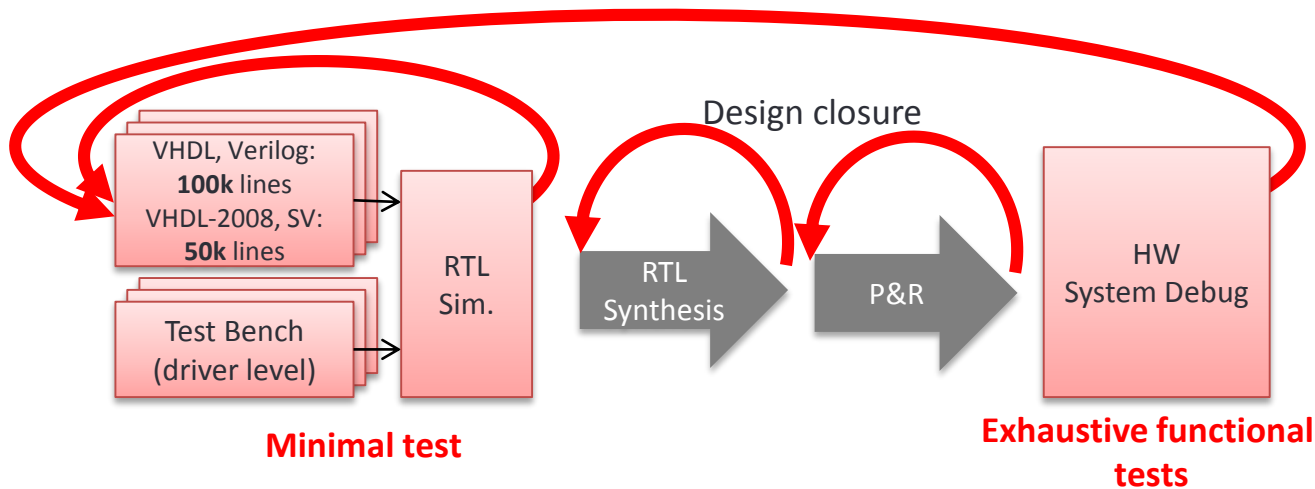 Design closure
VHDL, Verilog:
100k lines
VHDL-2008, SV:
50k lines
RTL
Sim.
Test Bench
(driver level)
RTL
Synthesis
P&R
HW
System Debug
Minimal test
Exhaustive functional
tests